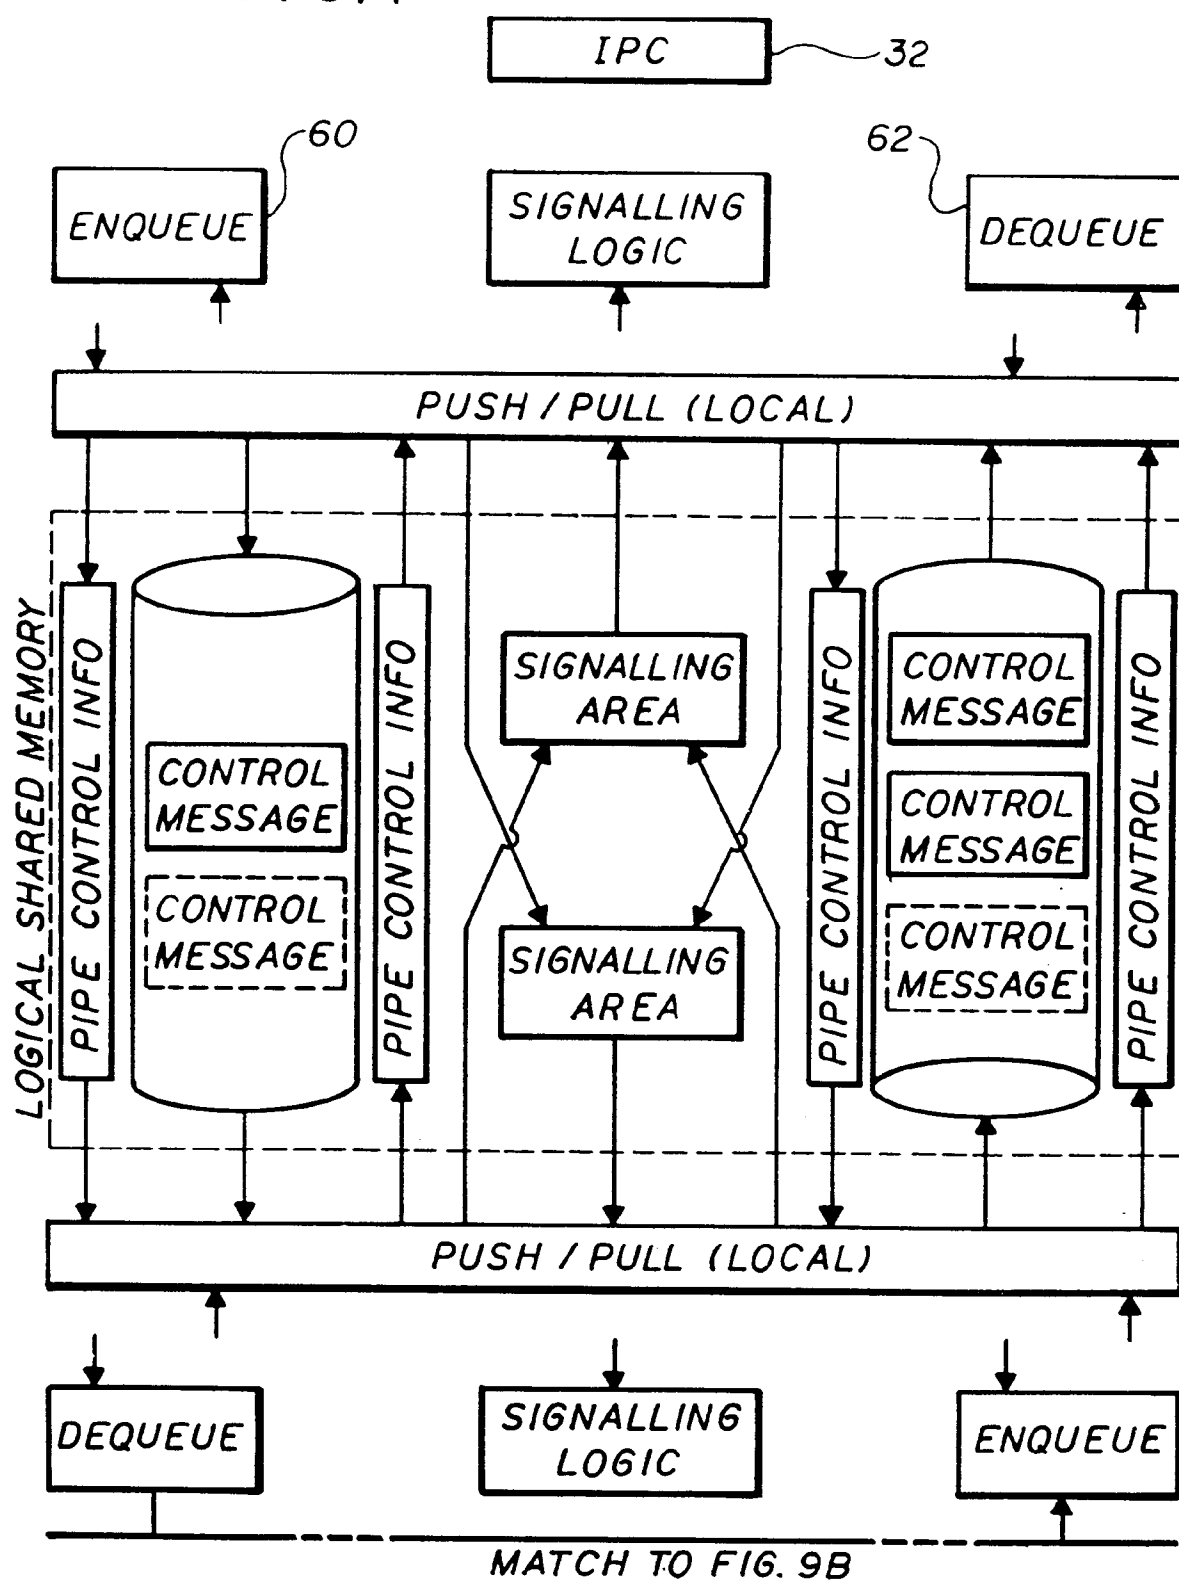 IPC
32
60
62
ENQUEUE
SIGNALLING
LOGIC
DEQUEUE
PUSH / PULL (LOCAL)
LOGICAL SHARED MEMORY
PIPE CONTROL INFO
CONTROL
MESSAGE
CONTROL
MESSAGE
PIPE CONTROL INFO
SIGNALLING
AREA
SIGNALLING
AREA
PIPE CONTROL INFO
CONTROL
MESSAGE
CONTROL
MESSAGE
CONTROL
MESSAGE
PIPE CONTROL INFO
PUSH / PULL (LOCAL)
DEQUEUE
SIGNALLING
LOGIC
ENQUEUE
MATCH TO FIG. 9B